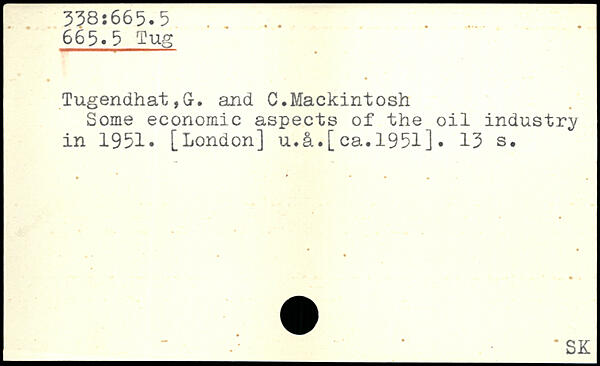 338:665.5
665.5 Tug
Tugendhat,G. and C.Mackintosh
Some economic aspects of the oil industry
in 1951. [London] u.å.[ca.1951]. 13 s.
SK